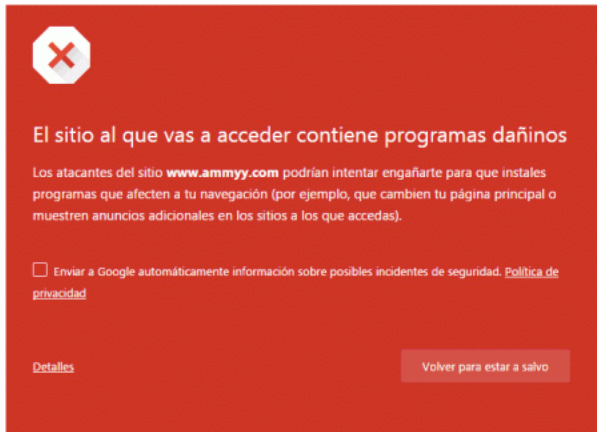 El sitio al que vas a acceder contiene programas dañinos
Los atacantes del sitio www.ammyy.com podrían intentar engañarte para que instales
programas que afecten a tu navegación (por ejemplo, que cambien tu página principal o
muestren anuncios adicionales en los sitios a los que accedas).
Enviar a Google automáticamente información sobre posibles incidentes de seguridad. Política de
privacidad
Detalles
Volver para estar a salvo